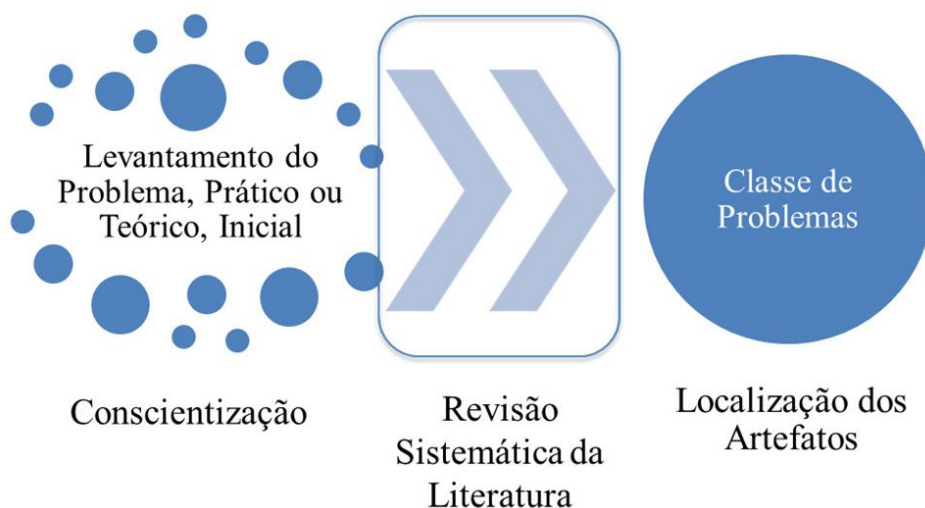 Levantamento do
Problema, Prático ou
Teórico, Inicial
Classe de
Problemas
Conscientização
Revisão
Sistemática da
Literatura
Localização dos
Artefatos